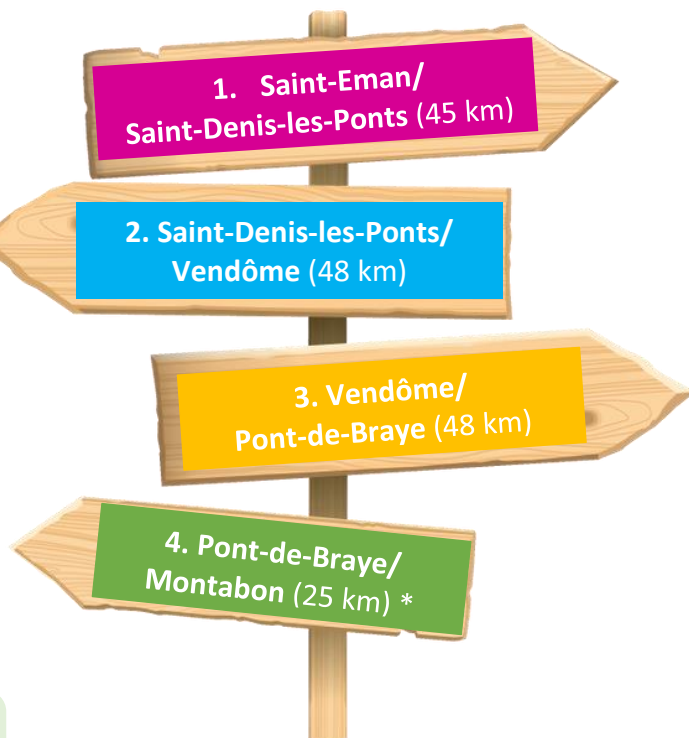 1. Saint-Eman/
Saint-Denis-les-Ponts (45 km)
2. Saint-Denis-les-Ponts/
Vendôme (48 km)
3. Vendôme/
Pont-de-Braye (48 km)
4. Pont-de-Braye/
Montabon (25 km) *